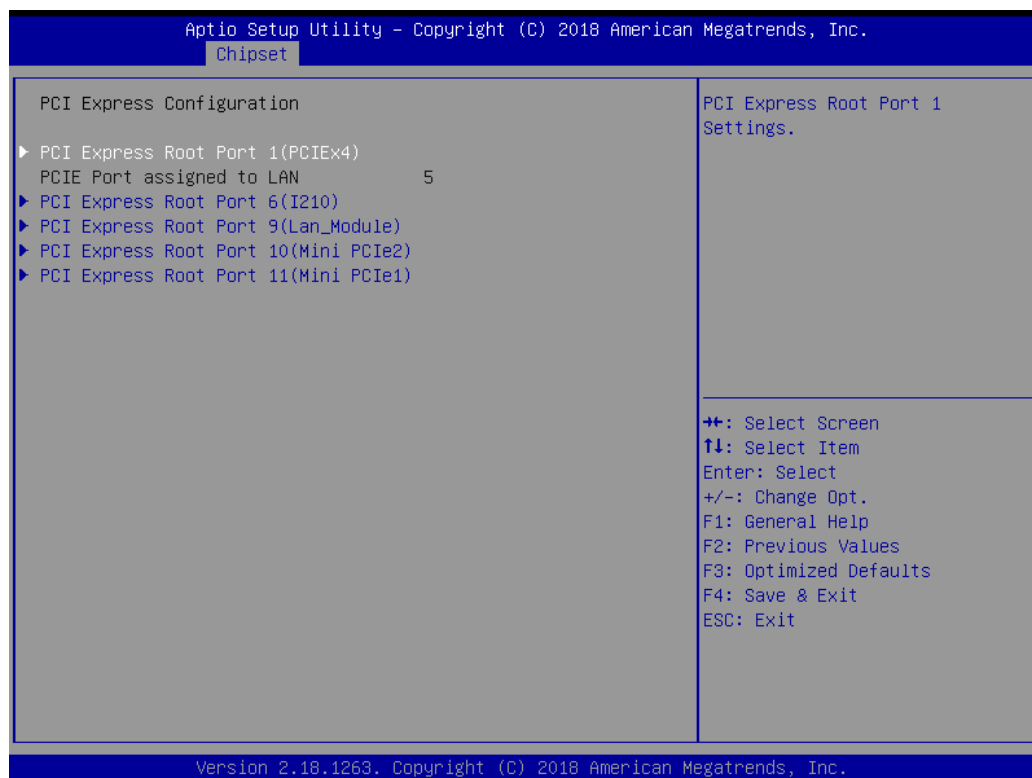 Aptio Setup Utility – Copyright (C) 2018 American Megatrends, Inc.
Chipset
PCI Express Configuration
PCI Express Root Port 1(PCIEx4)
PCIE Port assigned to LAN 5
PCI Express Root Port 6(I210)
PCI Express Root Port 9(Lan_Module)
PCI Express Root Port 10(Mini PCIe2)
PCI Express Root Port 11(Mini PCIe1)
PCI Express Root Port 1
Settings.
→←: Select Screen
↑↓: Select Item
Enter: Select
+/-: Change Opt.
F1: General Help
F2: Previous Values
F3: Optimized Defaults
F4: Save & Exit
ESC: Exit
Version 2.18.1263. Copyright (C) 2018 American Megatrends, Inc.